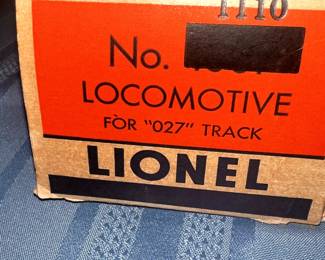 1110
No.
LOCOMOTIVE
FOR "027" TRACK
LIONEL